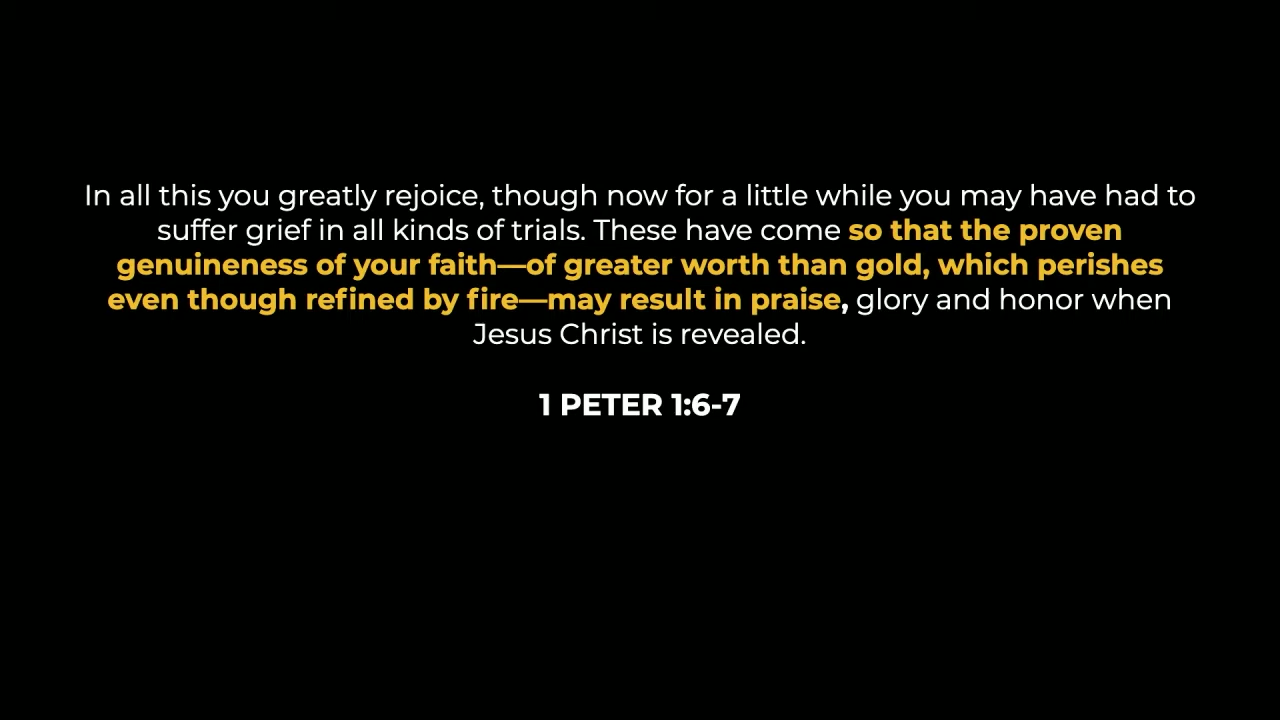 In all this you greatly rejoice, though now for a little while you may have had to
suffer grief in all kinds of trials. These have come so that the proven
genuineness of your faith—of greater worth than gold, which perishes
even though refined by fire—may result in praise, glory and honor when
Jesus Christ is revealed.
1 PETER 1:6-7